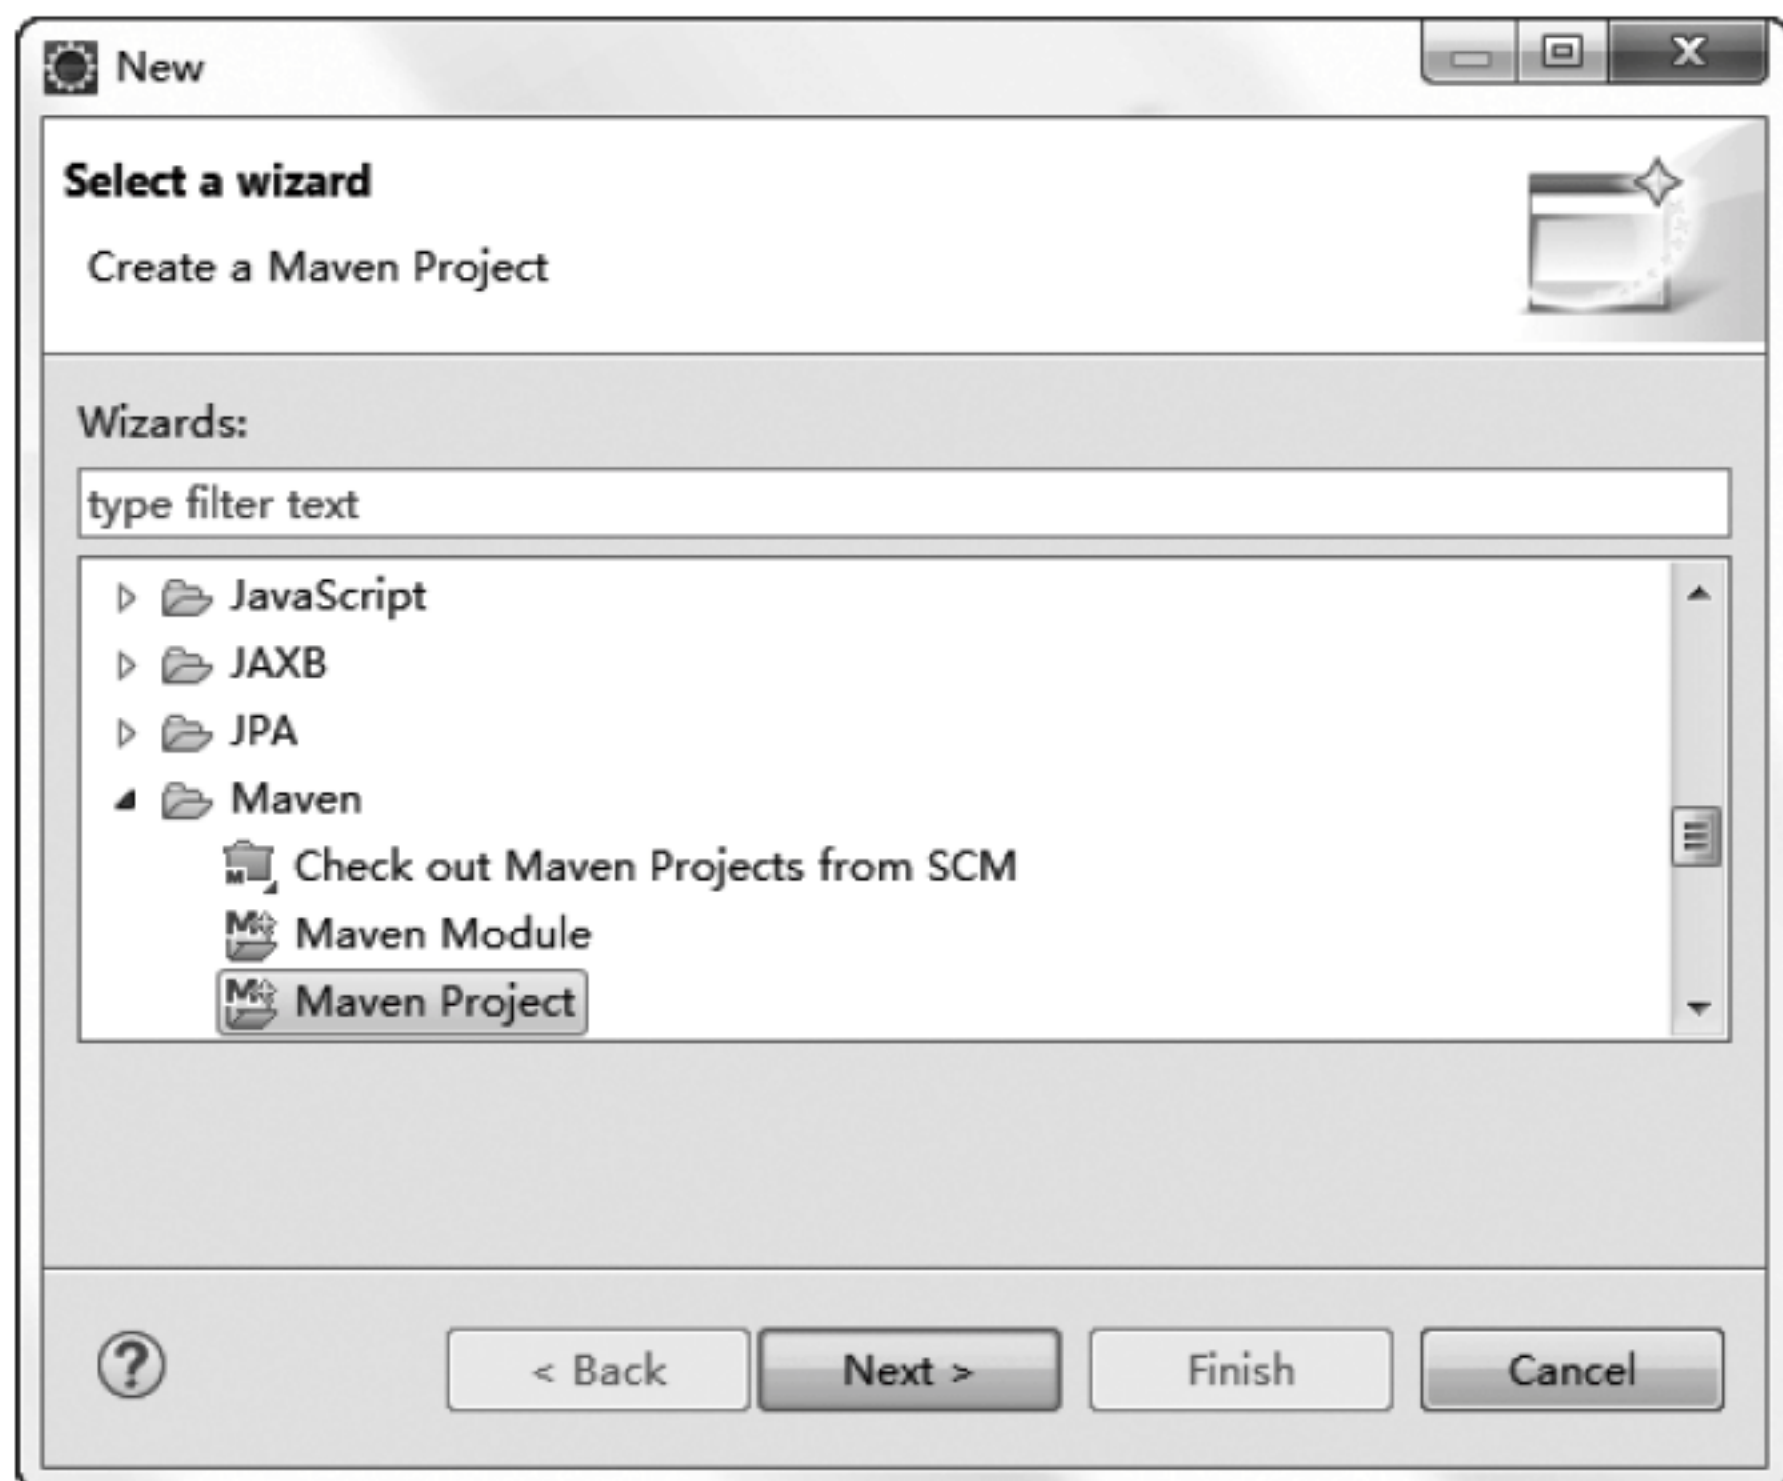 New
Select a wizard
Create a Maven Project
Wizards:
type filter text
JavaScript
JAXB
JPA
Maven
Check out Maven Projects from SCM
Maven Module
Maven Project
< Back Next > Finish Cancel